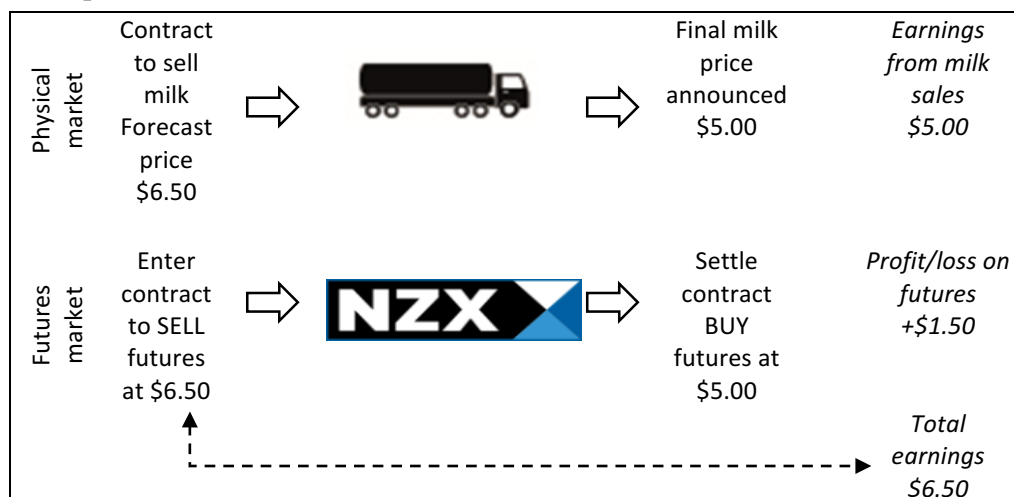 Physical
market
Contract
to sell
milk
Forecast
price
$6.50
Final milk
price
announced
$5.00
Earnings
from milk
sales
$5.00
Futures
market
Enter
contract
to SELL
futures
at $6.50
NZX
Settle
contract
BUY
futures at
$5.00
Profit/loss on
futures
+$1.50
Total
earnings
$6.50